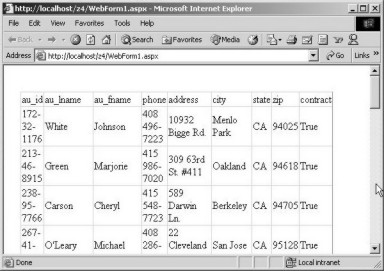 http://localhost/z4/WebForm1.aspx - Microsoft Internet Explorer
File Edit View Favorites Tools Help
Back Search Favorites Media
Address http://localhost/z4/WebForm1.aspx Go Links
au_id au_lname au_fname phone address city state zip contract
172-32-1176 White Johnson 408 496-7223 10932 Bigge Rd. Menlo Park CA 94025 True
213-46-8915 Green Marjorie 415 986-7020 309 63rd St. #411 Oakland CA 94618 True
238-95-7766 Carson Cheryl 415 548-7723 589 Darwin Ln. Berkeley CA 94705 True
267-41- O'Leary Michael 408 286- 22 Cleveland San Jose CA 95128 True
Done Local intranet